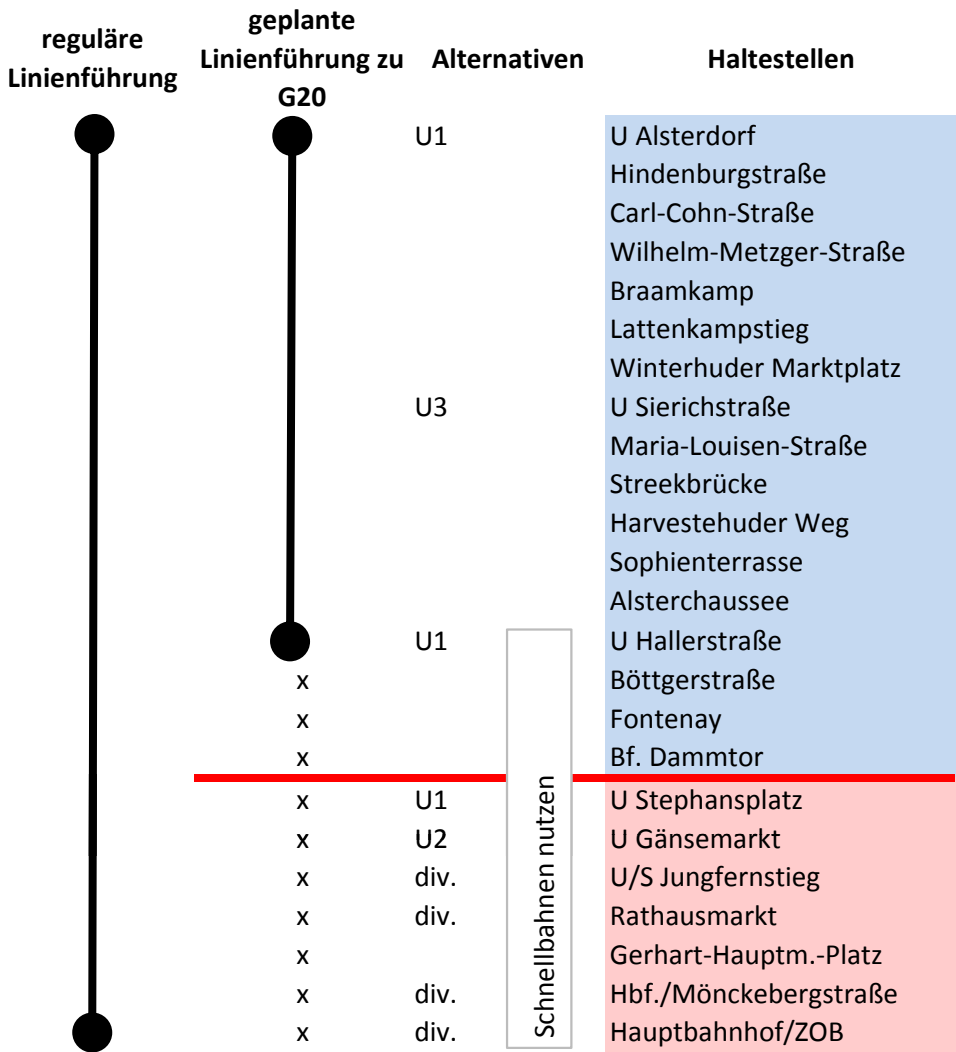 reguläre
Linienführung
geplante
Linienführung zu
G20
Alternativen
Haltestellen
U1 U Alsterdorf
Hindenburgstraße
Carl-Cohn-Straße
Wilhelm-Metzger-Straße
Braamkamp
Lattenkampstieg
Winterhuder Marktplatz
U3 U Sierichstraße
Maria-Louisen-Straße
Streekbrücke
Harvestehuder Weg
Sophienterrasse
Alsterchaussee
U1 U Hallerstraße
x Böttgerstraße
x Fontenay
x Bf. Dammtor
x U1 U Stephansplatz
x U2 U Gänsemarkt
x div. U/S Jungfernstieg
x div. Rathausmarkt
x Gerhart-Hauptm.-Platz
x div. Hbf./Mönckebergstraße
x div. Hauptbahnhof/ZOB
Schnellbahnen nutzen